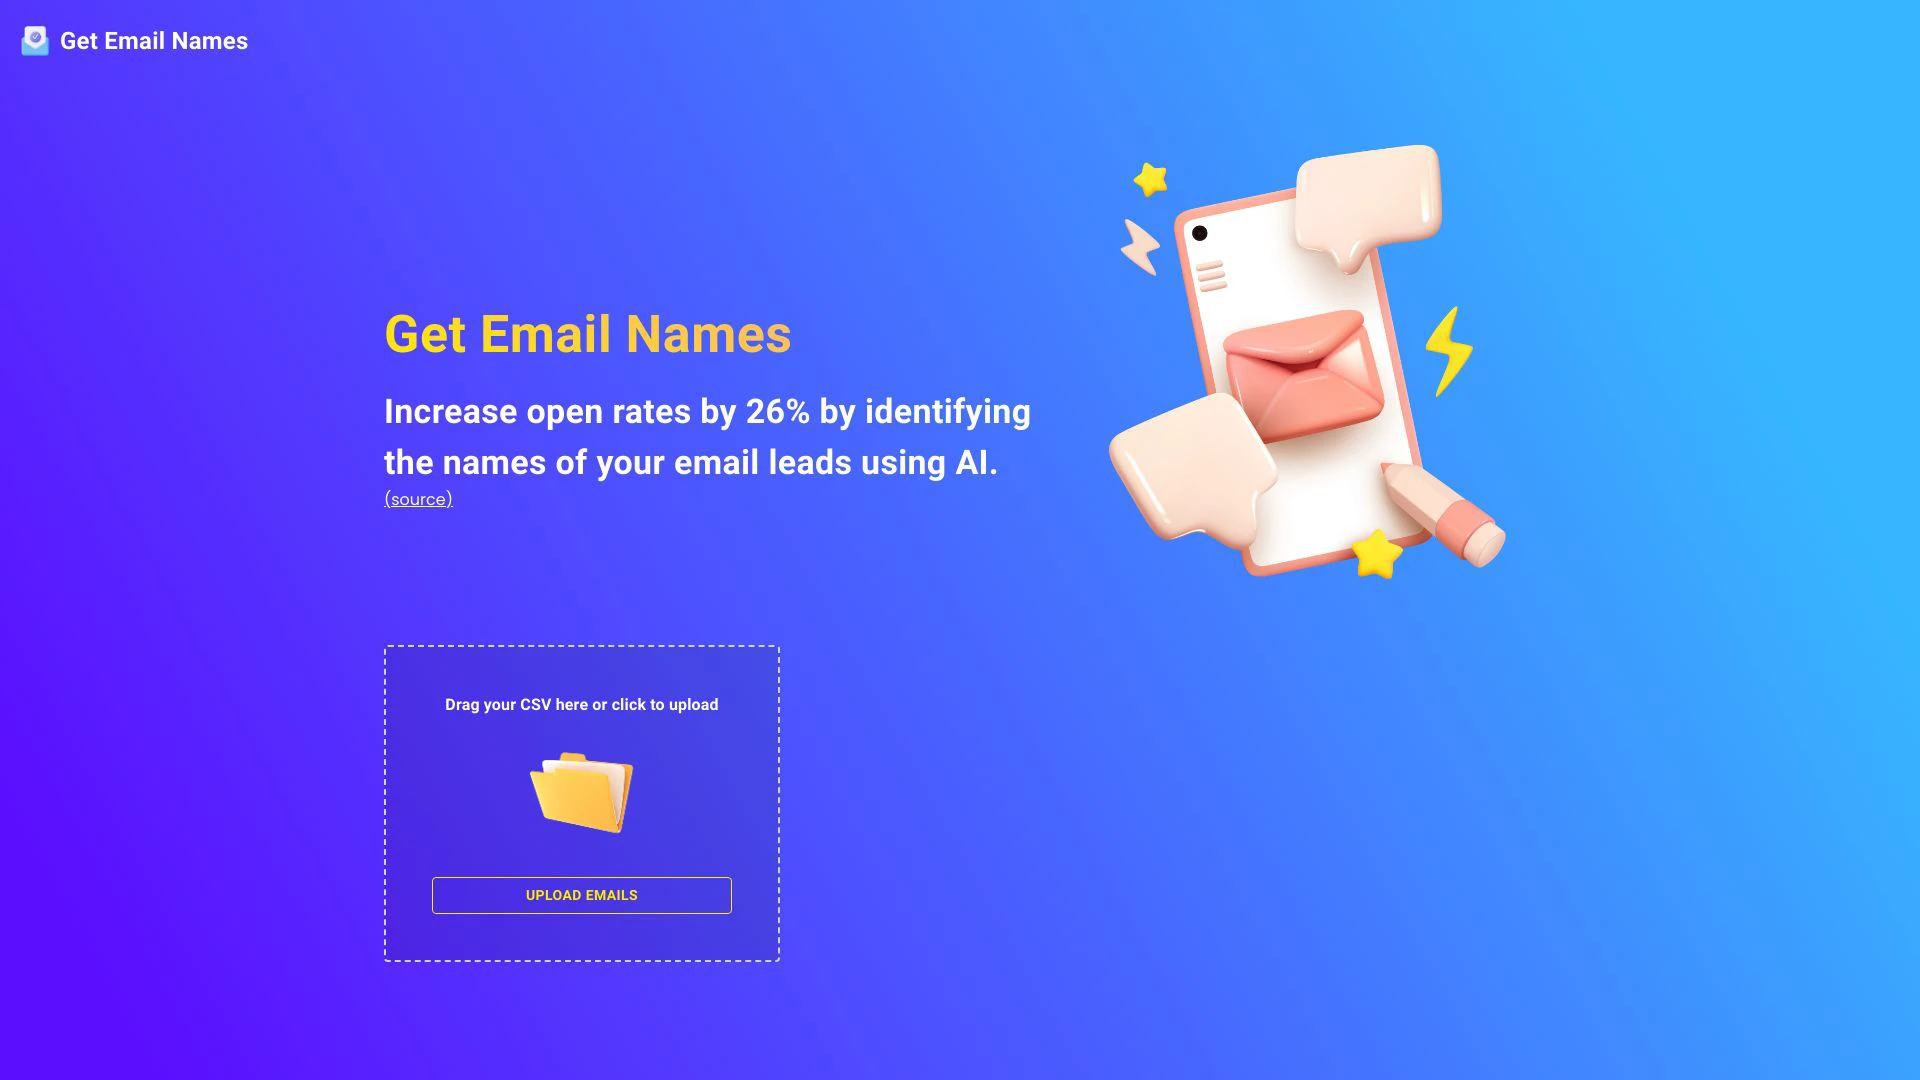 Get Email Names
Get Email Names
Increase open rates by 26% by identifying
the names of your email leads using AI.
(source)
Drag your CSV here or click to upload
UPLOAD EMAILS